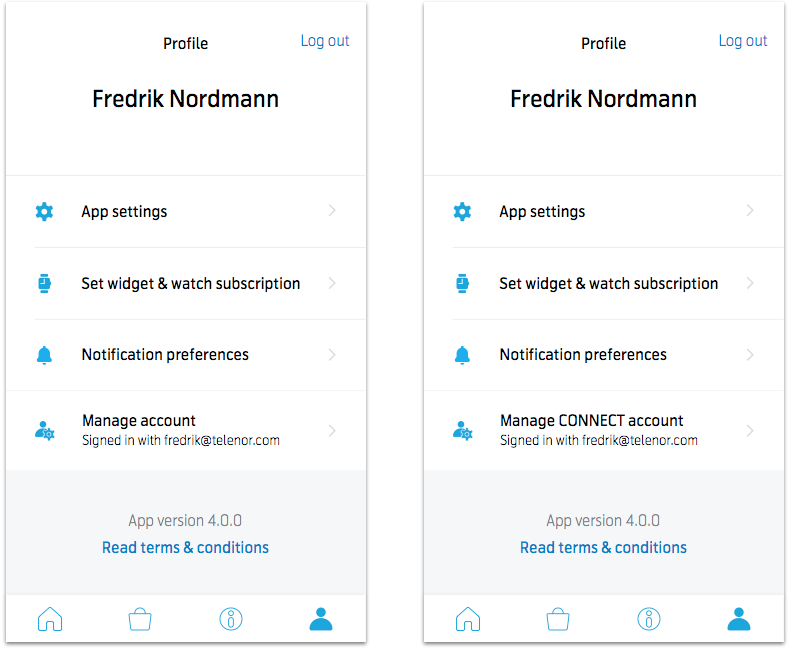 Profile
Log out
Fredrik Nordmann
App settings
Set widget & watch subscription
Notification preferences
Manage account
Signed in with fredrik@telenor.com
App version 4.0.0
Read terms & conditions
Profile
Log out
Fredrik Nordmann
App settings
Set widget & watch subscription
Notification preferences
Manage CONNECT account
Signed in with fredrik@telenor.com
App version 4.0.0
Read terms & conditions